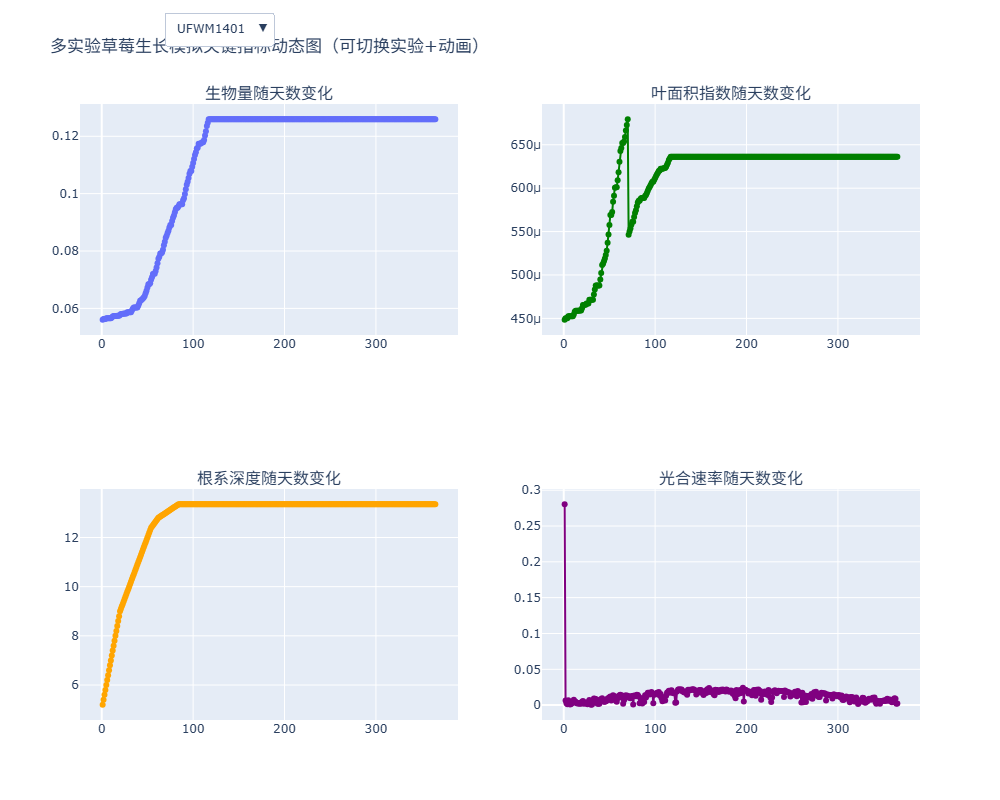 UFWM1401 ▼
多实验草莓生长模拟关键指标动态图（可切换实验+动画）
生物量随天数变化
0.12
0.1
0.08
0.06
0 100 200 300
叶面积指数随天数变化
650μ
600μ
550μ
500μ
450μ
0 100 200 300
根系深度随天数变化
12
10
8
6
0 100 200 300
光合速率随天数变化
0.3
0.25
0.2
0.15
0.1
0.05
0
0 100 200 300